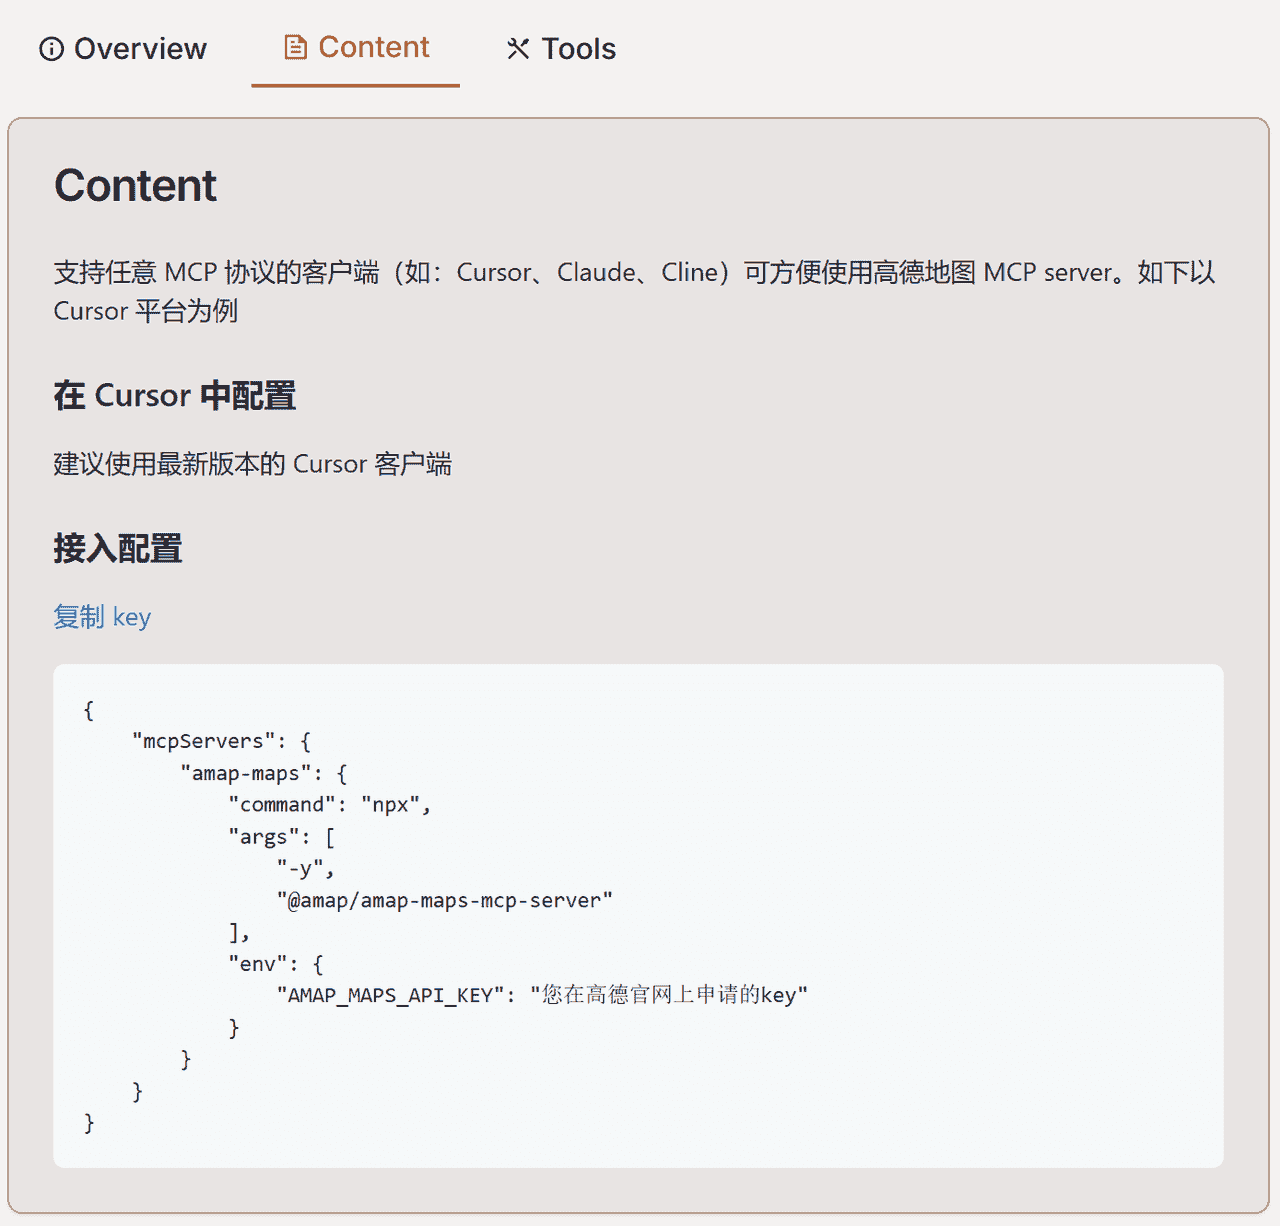 Overview
Content
Tools
Content
支持任意 MCP 协议的客户端（如：Cursor、Claude、Cline）可方便使用高德地图 MCP server。如下以
Cursor 平台为例
在 Cursor 中配置
建议使用最新版本的 Cursor 客户端
接入配置
复制 key
{
    "mcpServers": {
        "amap-maps": {
            "command": "npx",
            "args": [
                "-y",
                "@amap/amap-maps-mcp-server"
            ],
            "env": {
                "AMAP_MAPS_API_KEY": "您在高德官网上申请的key"
            }
        }
    }
}